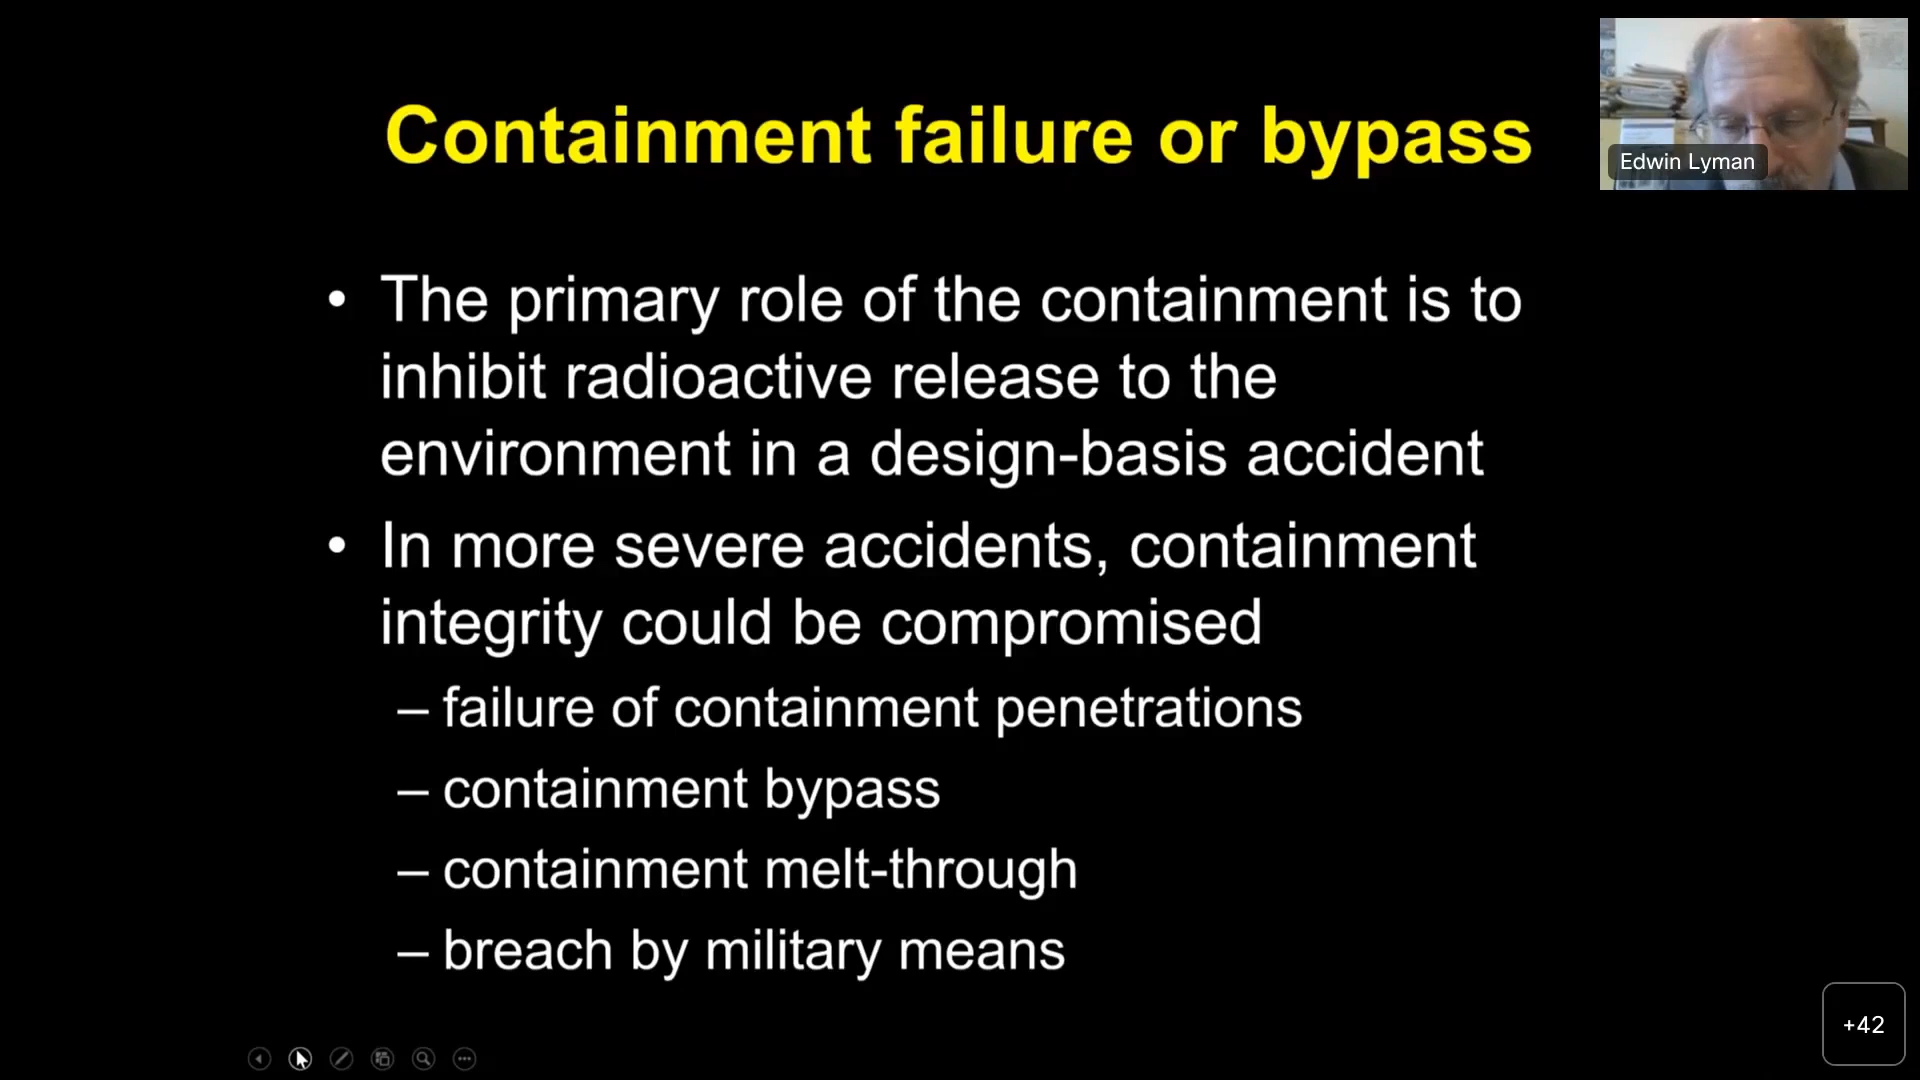 Containment failure or bypass
Edwin Lyman
• The primary role of the containment is to
inhibit radioactive release to the
environment in a design-basis accident
• In more severe accidents, containment
integrity could be compromised
– failure of containment penetrations
– containment bypass
– containment melt-through
– breach by military means
+42